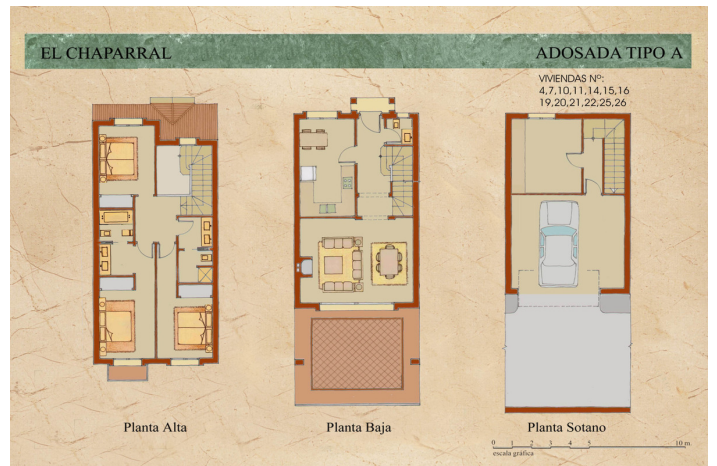 EL CHAPARRAL
ADOSADA TIPO A
VIVIENDAS Nº:
4,7,10,11,14,15,16
19,20,21,22,25,26
Planta Alta
Planta Baja
Planta Sotano
0 1 2 3 4 5 10 m.
escala gráfica